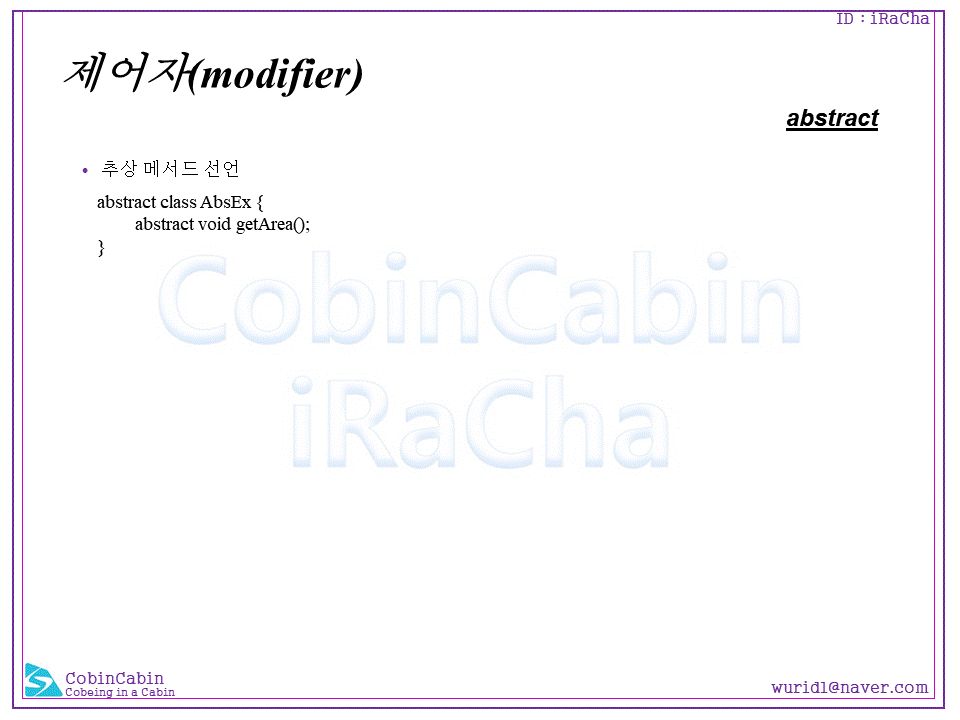 ID : iRaCha
제어자(modifier)
abstract
• 추상 메서드 선언
abstract class AbsEx {
abstract void getArea();
}
CobinCabin
iRaCha
CobinCabin
Cobeing in a Cabin
wurid1@naver.com